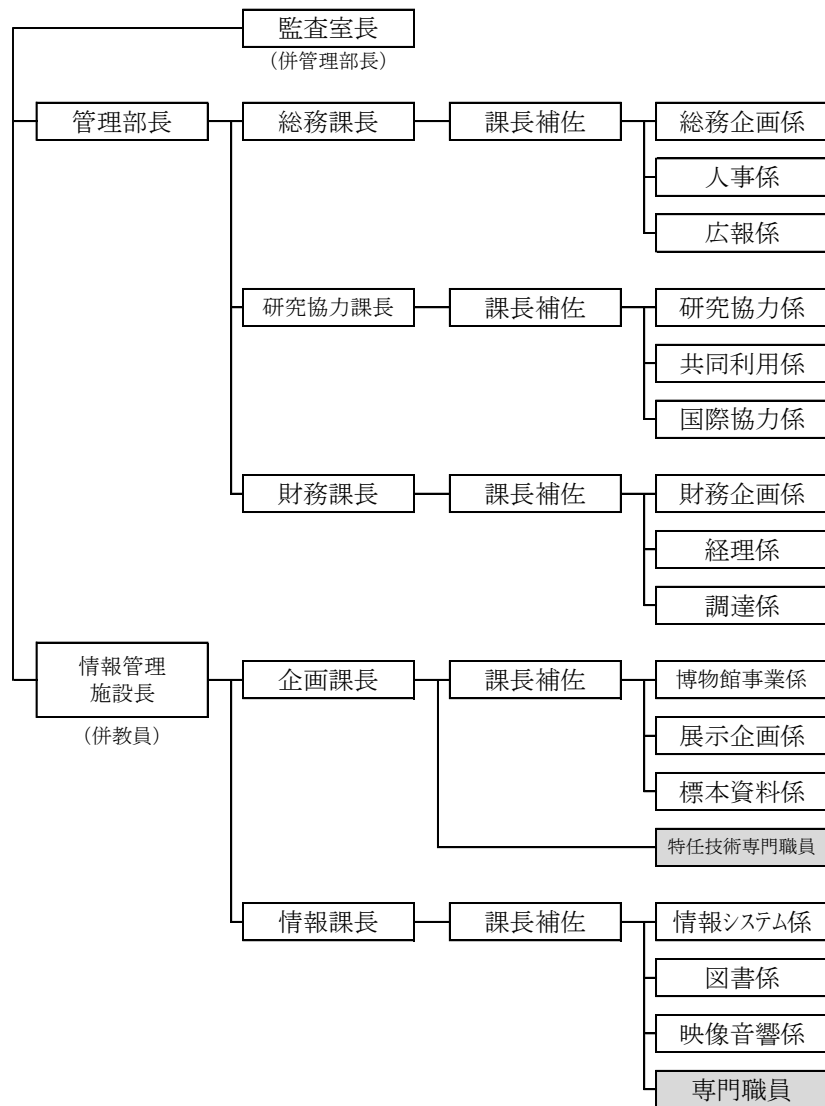 監査室長
(併管理部長)
管理部長
総務課長
課長補佐
総務企画係
人事係
広報係
研究協力課長
課長補佐
研究協力係
共同利用係
国際協力係
財務課長
課長補佐
財務企画係
経理係
調達係
情報管理
施設長
(併教員)
企画課長
課長補佐
博物館事業係
展示企画係
標本資料係
特任技術専門職員
情報課長
課長補佐
情報システム係
図書係
映像音響係
専門職員